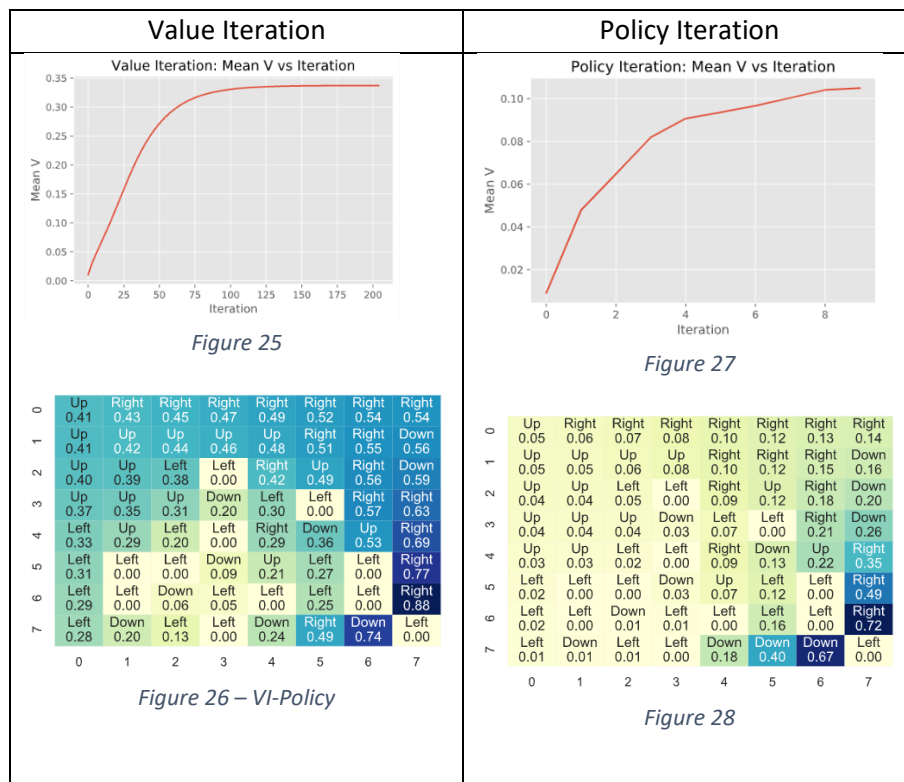 Value Iteration
Policy Iteration
Value Iteration: Mean V vs Iteration
0.35
0.30
0.25
0.20
0.15
0.10
0.05
0.00
Mean V
0 25 50 75 100 125 150 175 200
Iteration
Figure 25
Policy Iteration: Mean V vs Iteration
0.10
0.08
0.06
0.04
0.02
Mean V
0 2 4 6 8
Iteration
Figure 27
Up Right Right Right Right Right Right Right
0 0.41 0.43 0.45 0.47 0.49 0.52 0.54 0.54
Up Up Up Up Up Right Right Down
1 0.41 0.42 0.44 0.46 0.48 0.51 0.55 0.56
Up Up Left Left Right Up Right Down
2 0.40 0.39 0.38 0.00 0.42 0.49 0.56 0.59
Up Up Up Down Left Left Right Right
3 0.37 0.35 0.31 0.20 0.30 0.00 0.57 0.63
Left Up Left Left Right Down Up Right
4 0.33 0.29 0.20 0.00 0.29 0.36 0.53 0.69
Left Left Left Down Up Left Left Right
5 0.31 0.00 0.00 0.09 0.21 0.27 0.00 0.77
Left Left Down Left Left Left Left Right
6 0.29 0.00 0.06 0.05 0.00 0.25 0.00 0.88
Left Down Left Left Down Right Down Left
7 0.28 0.20 0.13 0.00 0.24 0.49 0.74 0.00
0 1 2 3 4 5 6 7
Figure 26 – VI-Policy
Up Right Right Right Right Right Right Right
0 0.05 0.06 0.07 0.08 0.10 0.12 0.13 0.14
Up Up Up Up Right Right Right Down
1 0.05 0.05 0.06 0.08 0.10 0.12 0.15 0.16
Up Up Left Left Right Up Right Down
2 0.04 0.04 0.05 0.00 0.09 0.12 0.18 0.20
Up Up Up Down Left Left Right Down
3 0.04 0.04 0.04 0.03 0.07 0.00 0.21 0.26
Up Up Left Left Right Down Up Right
4 0.03 0.03 0.02 0.00 0.09 0.13 0.22 0.35
Left Left Left Down Up Left Left Right
5 0.02 0.00 0.00 0.03 0.07 0.12 0.00 0.49
Left Left Down Left Left Left Left Right
6 0.02 0.00 0.01 0.01 0.00 0.16 0.00 0.72
Left Down Left Left Down Down Down Left
7 0.01 0.01 0.01 0.00 0.18 0.40 0.67 0.00
0 1 2 3 4 5 6 7
Figure 28